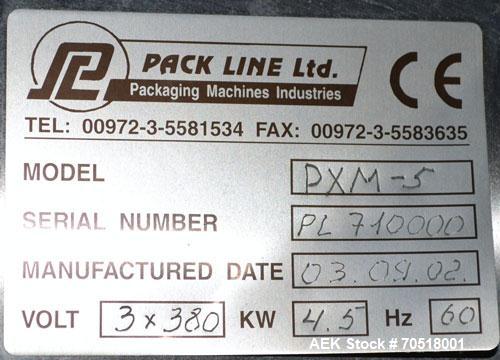 PL PACK LINE Ltd.
Packaging Machines Industries
CE
TEL: 00972-3-5581534 FAX: 00972-3-5583635
MODEL PXM-5
SERIAL NUMBER PL 710000
MANUFACTURED DATE 03.09.02.
VOLT 3x380 KW 4.5 Hz 60
AEK Stock # 70518001